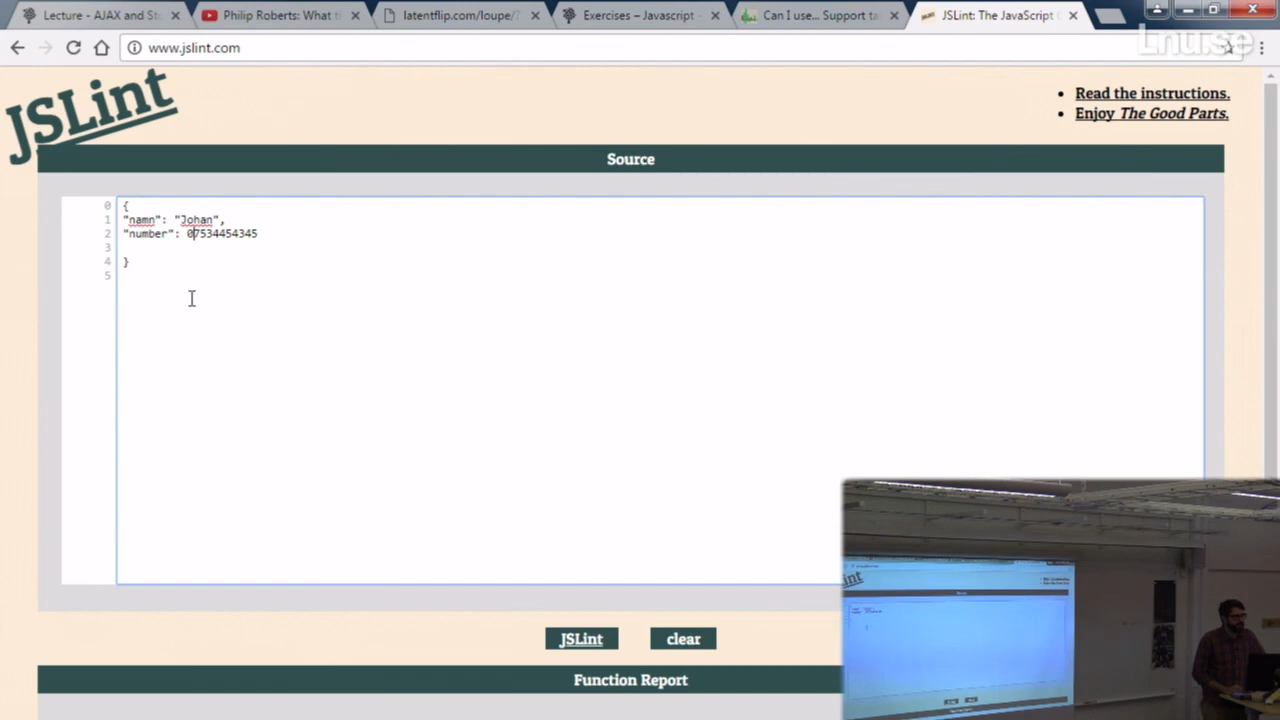 Lecture - AJAX and St
Philip Roberts: What t
latentflip.com/loupe/?
Exercises – Javascript -
Can I use... Support ta
JSLint: The JavaScript
www.jslint.com
Lnu.se
JSLint
Read the instructions.
Enjoy The Good Parts.
Source
0 {
1 "namn": "Johan",
2 "number": 07534454345
3
4 }
5
JSLint clear
Function Report